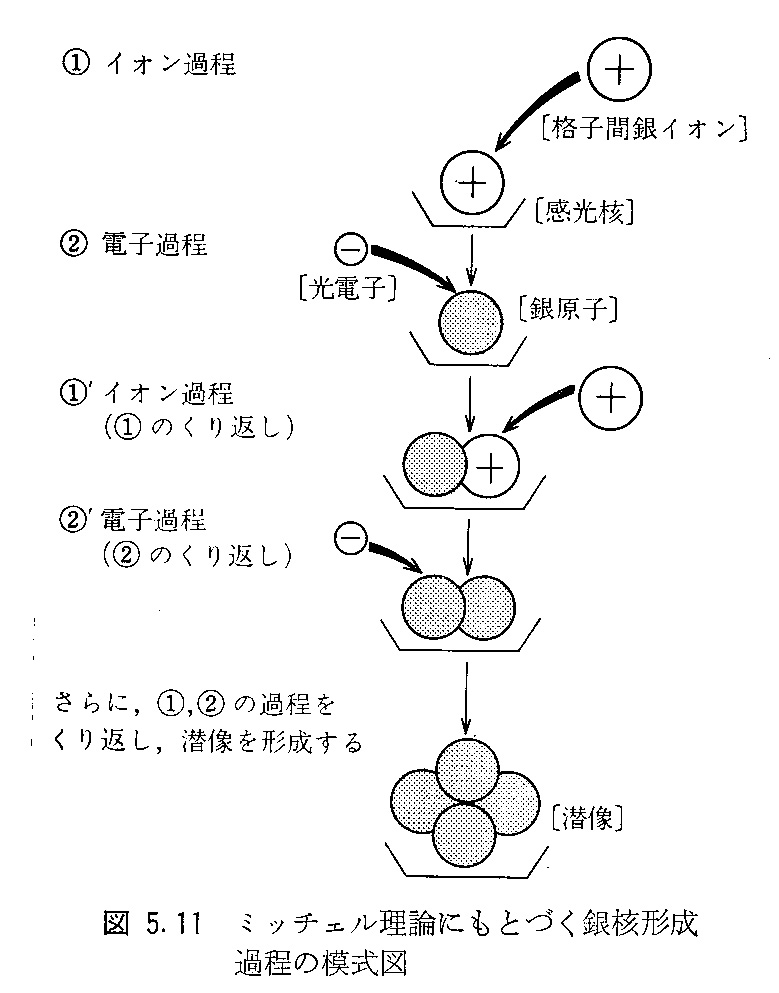 ① イオン過程
[格子間銀イオン]
[感光核]
② 電子過程
[光電子]
[銀原子]
①′ イオン過程
(① のくり返し)
②′ 電子過程
(② のくり返し)
さらに，①,② の過程を
くり返し，潜像を形成する
[潜像]
図 5.11 ミッチェル理論にもとづく銀核形成
過程の模式図